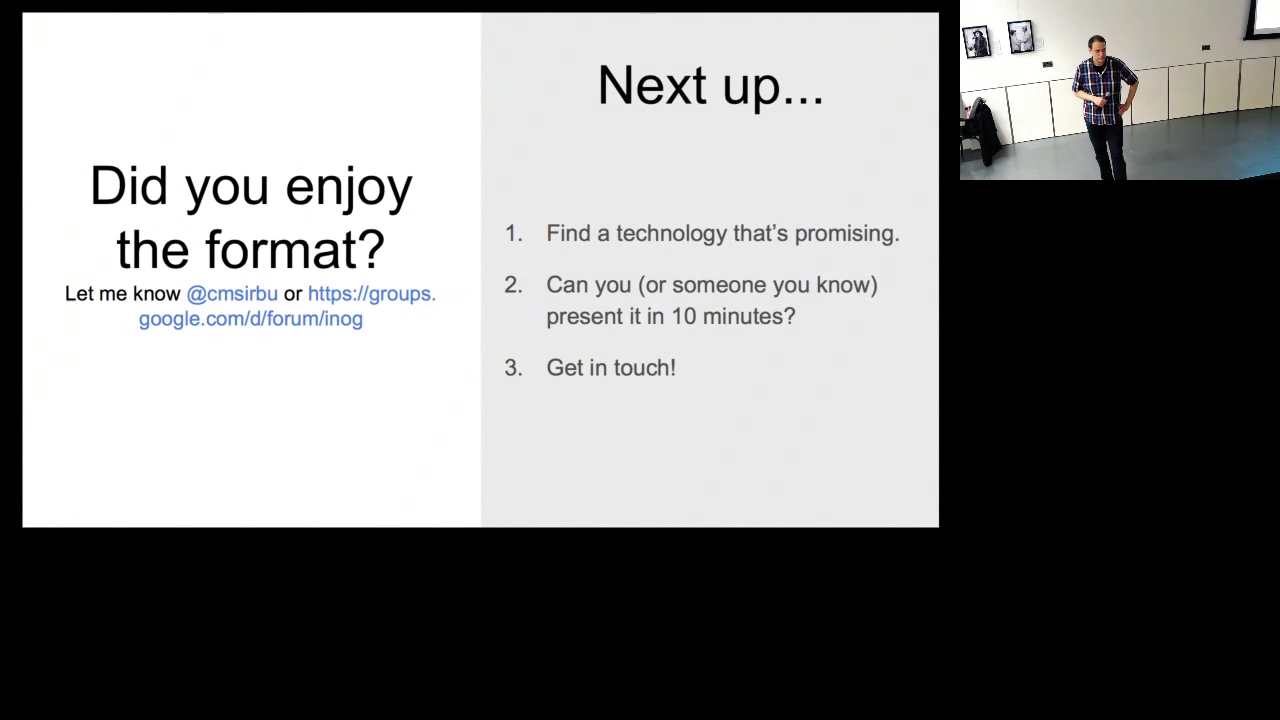 Did you enjoy
the format?
Let me know @cmsirbu or https://groups.
google.com/d/forum/inog
Next up...
1. Find a technology that’s promising.
2. Can you (or someone you know)
present it in 10 minutes?
3. Get in touch!